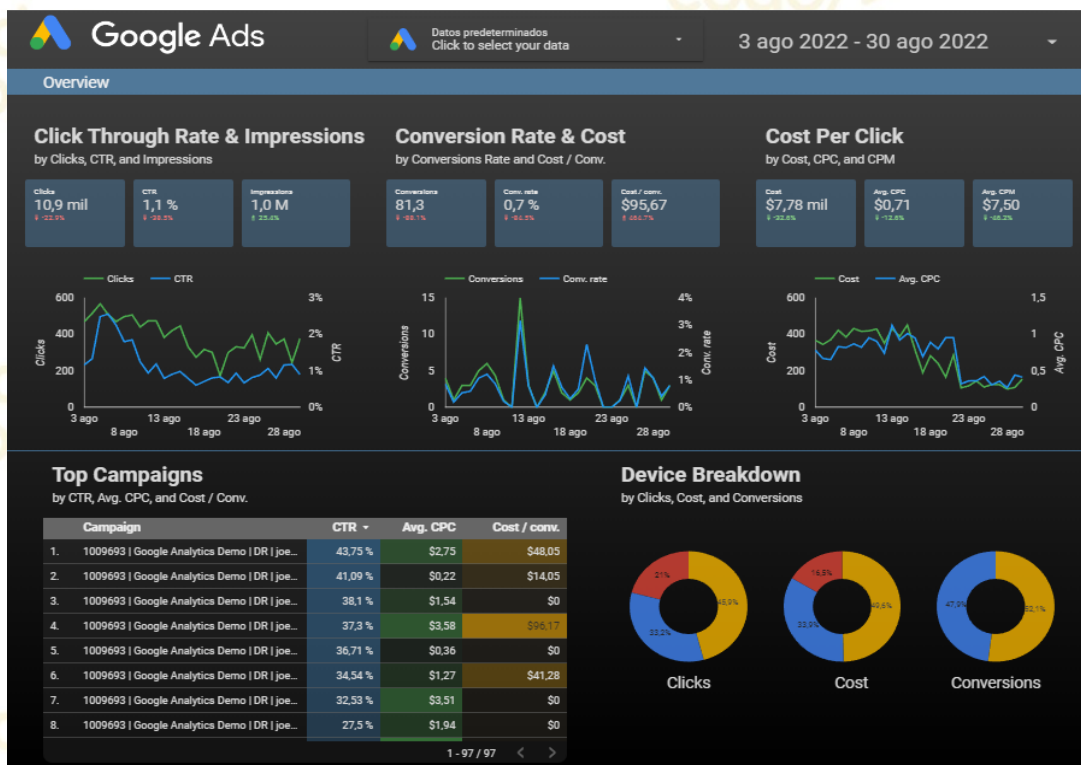 Google Ads
Datos predeterminados
Click to select your data
3 ago 2022 - 30 ago 2022
Overview
Click Through Rate & Impressions
by Clicks, CTR, and Impressions
Clicks
10,9 mil
CTR
1,1 %
Impressions
1,0 M
Conversion Rate & Cost
by Conversions Rate and Cost / Conv.
Conversions
81,3
Conv. rate
0,7 %
Cost / conv.
$95,67
Cost Per Click
by Cost, CPC, and CPM
Cost
$7,78 mil
Avg. CPC
$0,71
Avg. CPM
$7,50
Clicks CTR
600
400
200
0
Clicks
3%
2%
1%
0%
CTR
3 ago 13 ago 23 ago
8 ago 18 ago 28 ago
Conversions Conv. rate
15
10
5
0
Conversions
4%
3%
2%
1%
0%
Conv. rate
3 ago 13 ago 23 ago
8 ago 18 ago 28 ago
Cost Avg. CPC
600
400
200
0
Cost
1,5
1
0,5
0
Avg. CPC
3 ago 13 ago 23 ago
8 ago 18 ago 28 ago
Top Campaigns
by CTR, Avg. CPC, and Cost / Conv.
Campaign CTR Avg. CPC Cost / conv.
1. 1009693 | Google Analytics Demo | DR | joe... 43,75 % $2,75 $48,05
2. 1009693 | Google Analytics Demo | DR | joe... 41,09 % $0,22 $14,05
3. 1009693 | Google Analytics Demo | DR | joe... 38,1 % $1,54 $0
4. 1009693 | Google Analytics Demo | DR | joe... 37,3 % $3,58 $96,17
5. 1009693 | Google Analytics Demo | DR | joe... 36,71 % $0,36 $0
6. 1009693 | Google Analytics Demo | DR | joe... 34,54 % $1,27 $41,28
7. 1009693 | Google Analytics Demo | DR | joe... 32,53 % $3,51 $0
8. 1009693 | Google Analytics Demo | DR | joe... 27,5 % $1,94 $0
1 - 97 / 97
Device Breakdown
by Clicks, Cost, and Conversions
21%
Clicks
16,5%
Cost
47,9%
52,1%
Conversions